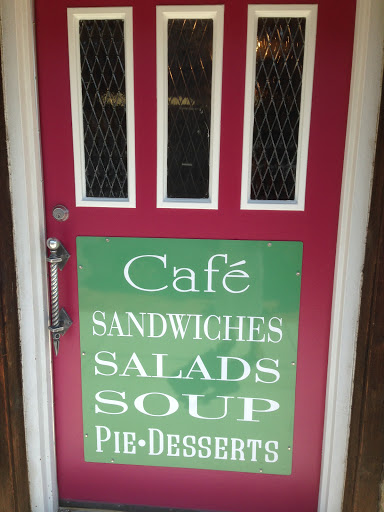 Café
SANDWICHES
SALADS
SOUP
PIE•DESSERTS